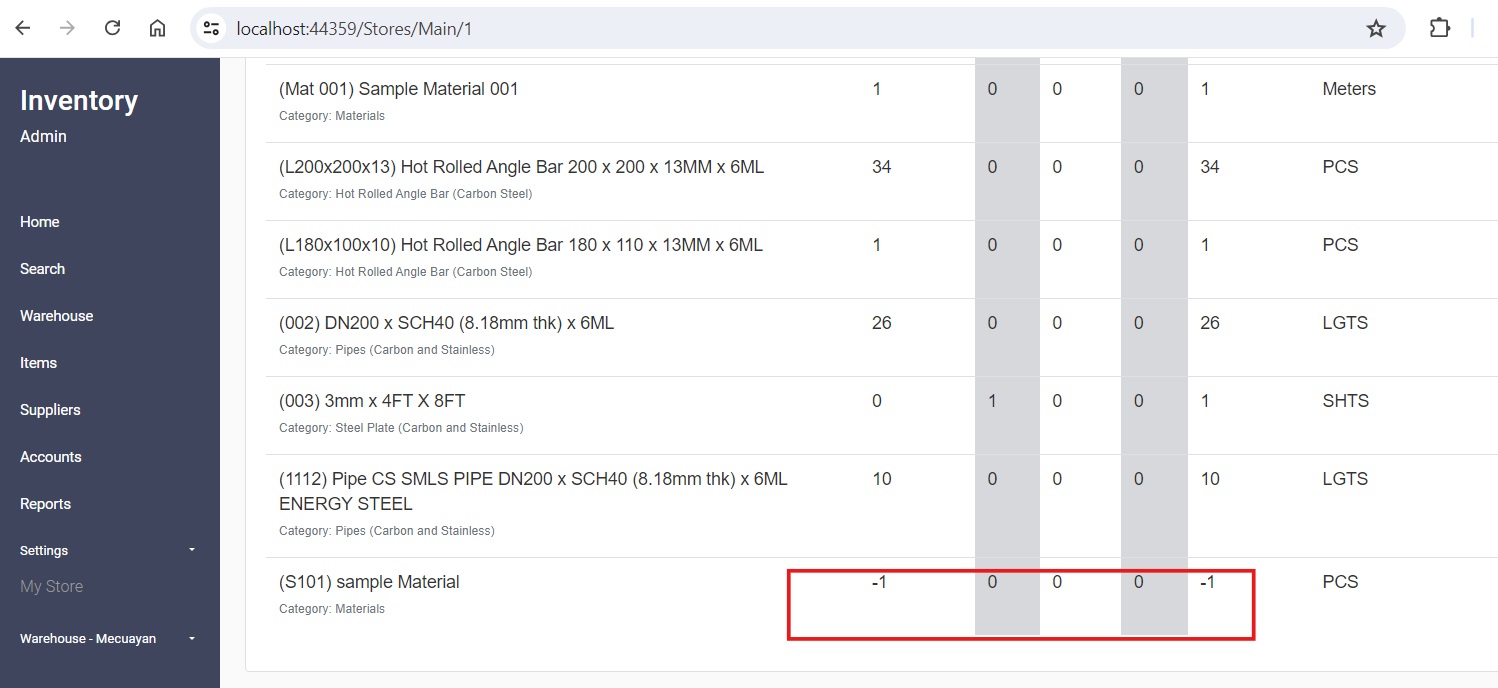 localhost:44359/Stores/Main/1
Inventory
Admin
Home
Search
Warehouse
Items
Suppliers
Accounts
Reports
Settings
My Store
Warehouse - Mecuayan
(Mat 001) Sample Material 001 1 0 0 0 1 Meters
Category: Materials
(L200x200x13) Hot Rolled Angle Bar 200 x 200 x 13MM x 6ML 34 0 0 0 34 PCS
Category: Hot Rolled Angle Bar (Carbon Steel)
(L180x100x10) Hot Rolled Angle Bar 180 x 110 x 13MM x 6ML 1 0 0 0 1 PCS
Category: Hot Rolled Angle Bar (Carbon Steel)
(002) DN200 x SCH40 (8.18mm thk) x 6ML 26 0 0 0 26 LGTS
Category: Pipes (Carbon and Stainless)
(003) 3mm x 4FT X 8FT 0 1 0 0 1 SHTS
Category: Steel Plate (Carbon and Stainless)
(1112) Pipe CS SMLS PIPE DN200 x SCH40 (8.18mm thk) x 6ML 10 0 0 0 10 LGTS
ENERGY STEEL
Category: Pipes (Carbon and Stainless)
(S101) sample Material -1 0 0 0 -1 PCS
Category: Materials